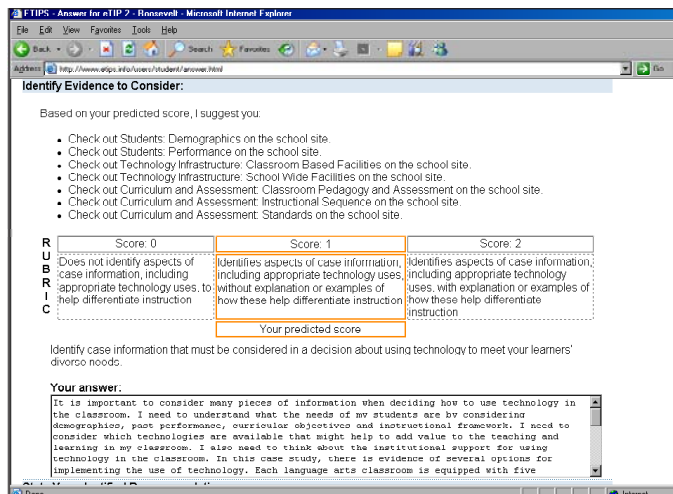 ETIPS - Answer for eTIP 2 - Roosevelt - Microsoft Internet Explorer
File Edit View Favorites Tools Help
Back Search Favorites
Address http://www.etips.info/users/student/answer.html Go
Identify Evidence to Consider:
Based on your predicted score, I suggest you:
• Check out Students: Demographics on the school site.
• Check out Students: Performance on the school site.
• Check out Technology Infrastructure: Classroom Based Facilities on the school site.
• Check out Technology Infrastructure: School Wide Facilities on the school site.
• Check out Curriculum and Assessment: Classroom Pedagogy and Assessment on the school site.
• Check out Curriculum and Assessment: Instructional Sequence on the school site.
• Check out Curriculum and Assessment: Standards on the school site.
RUBRIC
Score: 0
Does not identify aspects of
case information, including
appropriate technology uses, to
help differentiate instruction
Score: 1
Identifies aspects of case information,
including appropriate technology uses,
without explanation or examples of
how these help differentiate instruction
Your predicted score
Score: 2
Identifies aspects of case information,
including appropriate technology
uses, with explanation or examples of
how these help differentiate
instruction
Identify case information that must be considered in a decision about using technology to meet your learners'
diverse needs.
Your answer:
It is important to consider many pieces of information when deciding how to use technology in
the classroom. I need to understand what the needs of my students are by considering
demographics, past performance, curricular objectives and instructional framework. I need to
consider which technologies are available that might help to add value to the teaching and
learning in my classroom. I also need to think about the institutional support for using
technology in the classroom. In this case study, there is evidence of several options for
implementing the use of technology. Each language arts classroom is equipped with five
Done Internet